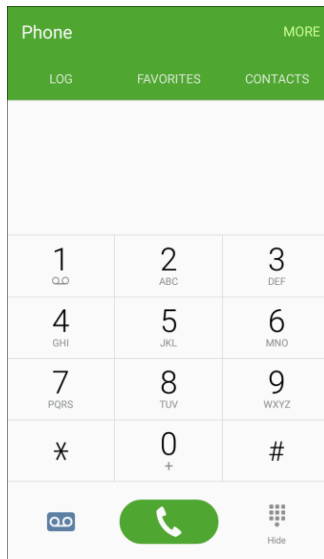 Phone MORE
LOG FAVORITES CONTACTS
1 2 3
ABC DEF
4 5 6
GHI JKL MNO
7 8 9
PQRS TUV WXYZ
* 0 #
+
Hide